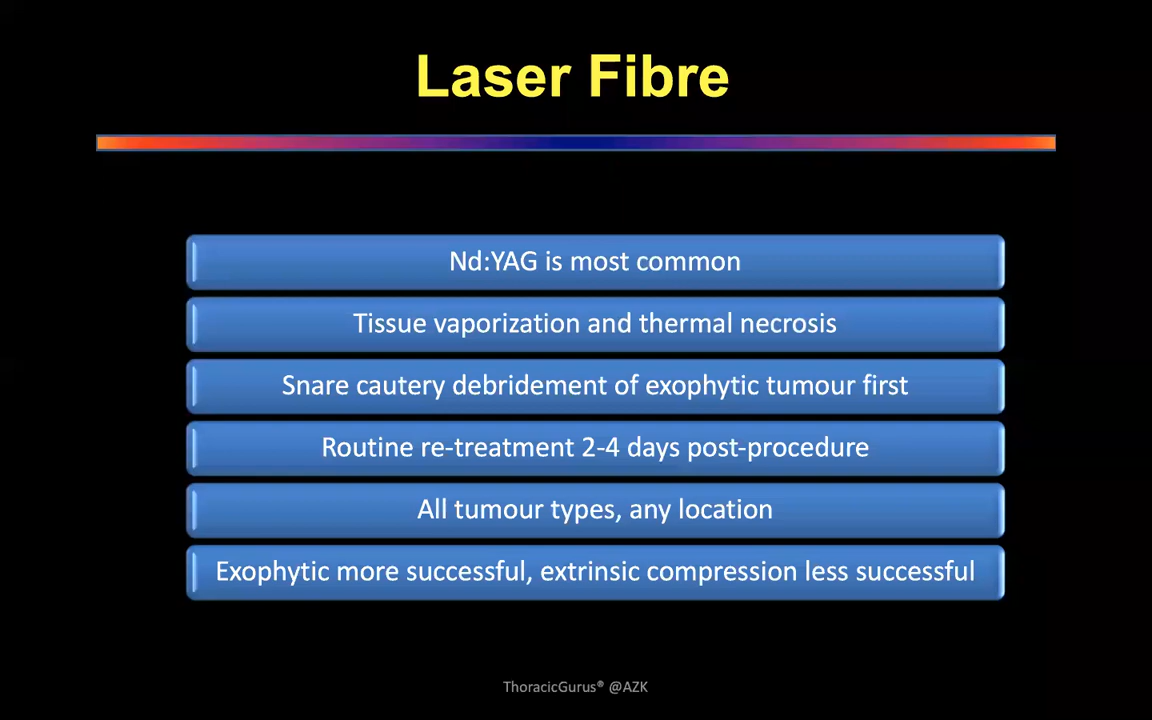 Laser Fibre
Nd:YAG is most common
Tissue vaporization and thermal necrosis
Snare cautery debridement of exophytic tumour first
Routine re-treatment 2-4 days post-procedure
All tumour types, any location
Exophytic more successful, extrinsic compression less successful
ThoracicGurus® @AZK